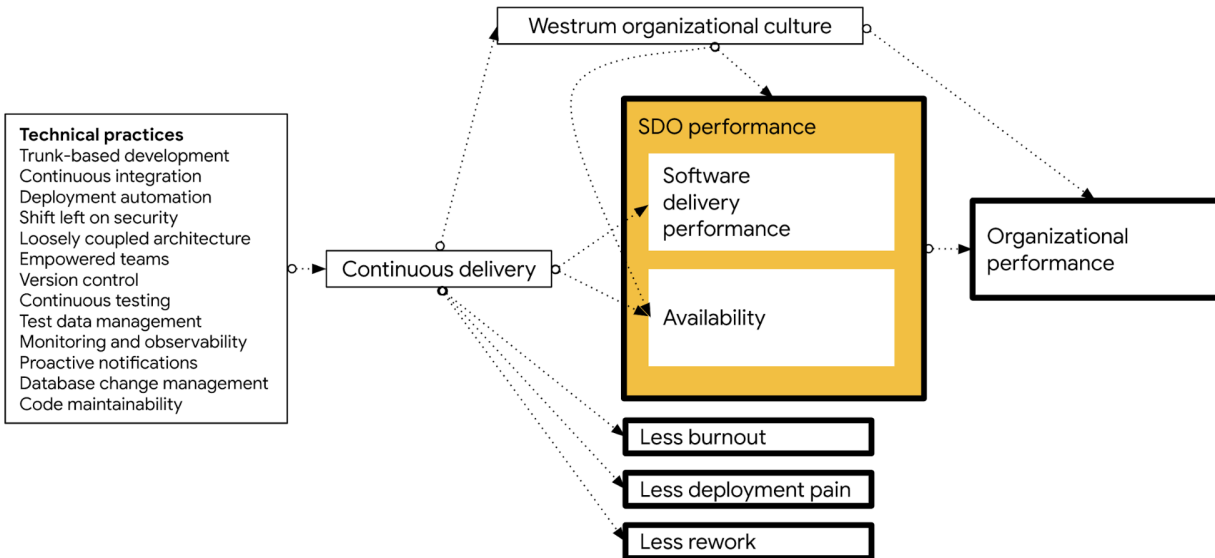 Westrum organizational culture
Technical practices
Trunk-based development
Continuous integration
Deployment automation
Shift left on security
Loosely coupled architecture
Empowered teams
Version control
Continuous testing
Test data management
Monitoring and observability
Proactive notifications
Database change management
Code maintainability
Continuous delivery
SDO performance
Software
delivery
performance
Availability
Organizational
performance
Less burnout
Less deployment pain
Less rework